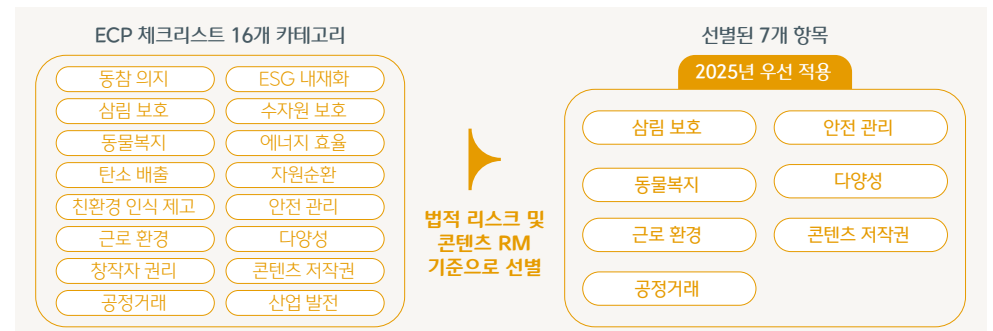 ECP 체크리스트 16개 카테고리
동참 의지
ESG 내재화
삼림 보호
수자원 보호
동물복지
에너지 효율
탄소 배출
자원순환
친환경 인식 제고
안전 관리
근로 환경
다양성
창작자 권리
콘텐츠 저작권
공정거래
산업 발전
법적 리스크 및
콘텐츠 RM
기준으로 선별
선별된 7개 항목
2025년 우선 적용
삼림 보호
안전 관리
동물복지
다양성
근로 환경
콘텐츠 저작권
공정거래